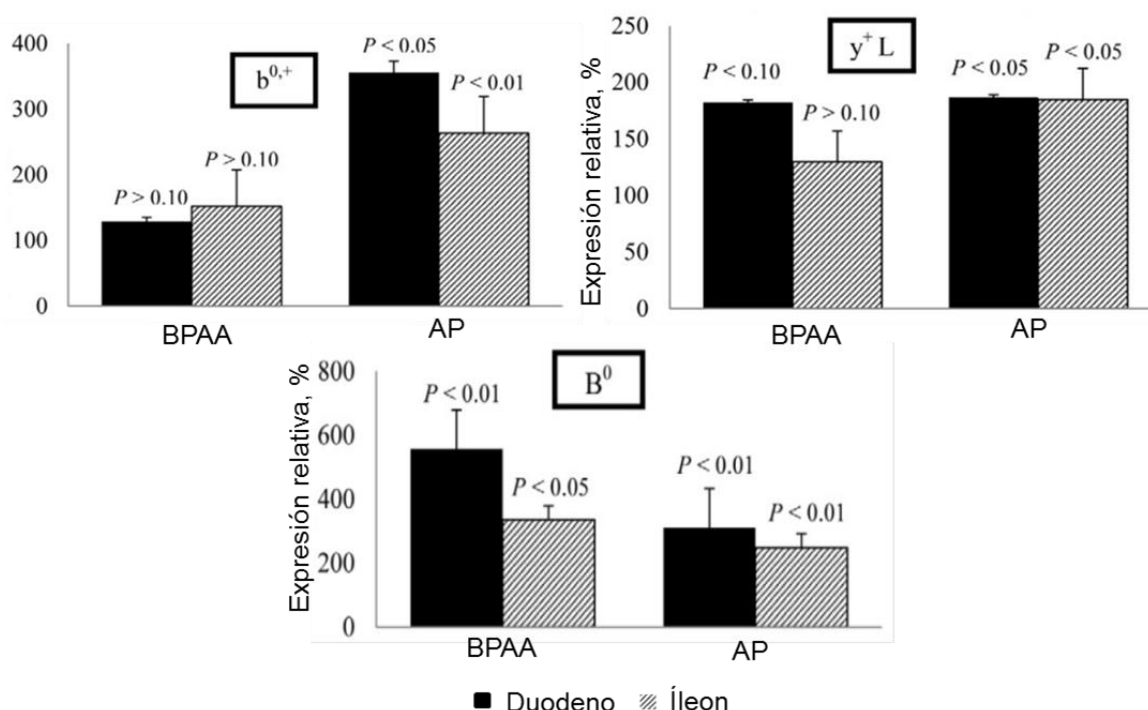 b⁰,⁺
400
300
200
100
0
P > 0.10
P > 0.10
P < 0.05
P < 0.01
BPAA
AP
y⁺ L
Expresión relativa, %
250
200
150
100
50
0
P < 0.10
P > 0.10
P < 0.05
P < 0.05
BPAA
AP
B⁰
Expresión relativa, %
800
600
400
200
0
P < 0.01
P < 0.05
P < 0.01
P < 0.01
BPAA
AP
Duodeno
Íleon